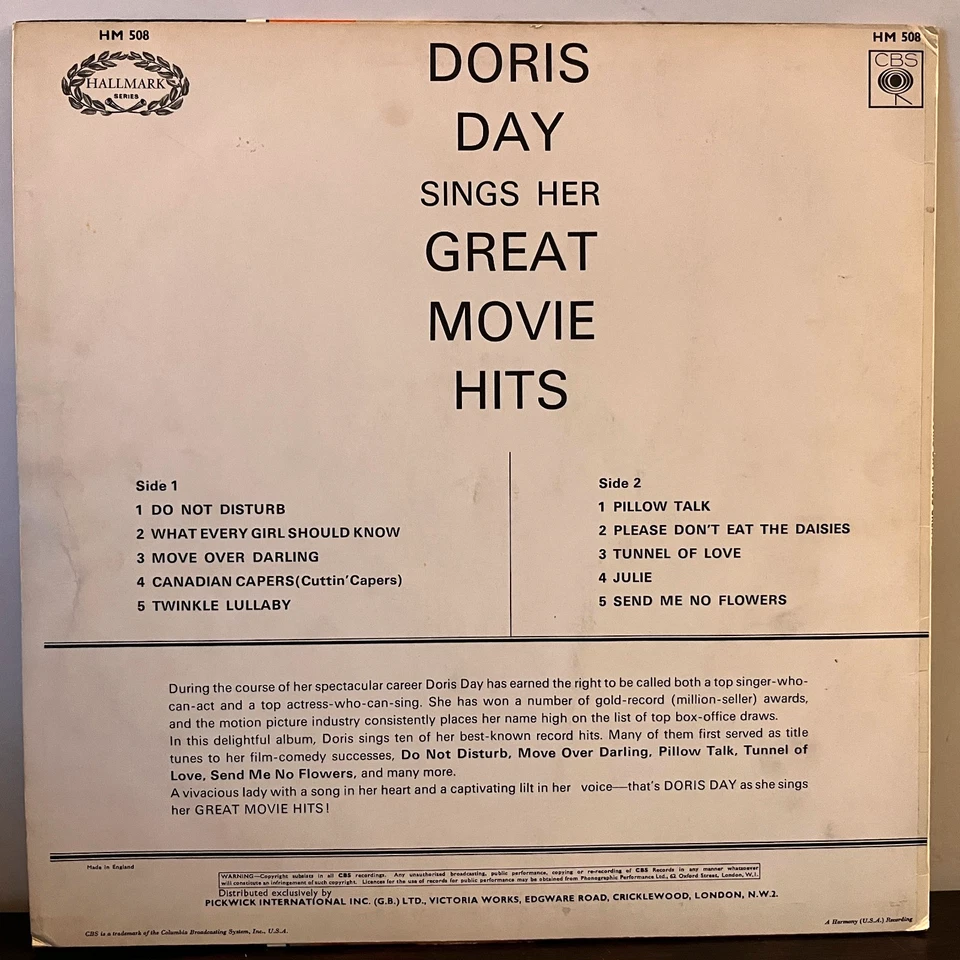 HM 508
HALLMARK
SERIES
HM 508
CBS
DORIS
DAY
SINGS HER
GREAT
MOVIE
HITS
Side 1
1 DO NOT DISTURB
2 WHAT EVERY GIRL SHOULD KNOW
3 MOVE OVER DARLING
4 CANADIAN CAPERS (Cuttin' Capers)
5 TWINKLE LULLABY
Side 2
1 PILLOW TALK
2 PLEASE DON'T EAT THE DAISIES
3 TUNNEL OF LOVE
4 JULIE
5 SEND ME NO FLOWERS
During the course of her spectacular career Doris Day has earned the right to be called both a top singer-who-
can-act and a top actress-who-can-sing. She has won a number of gold-record (million-seller) awards,
and the motion picture industry consistently places her name high on the list of top box-office draws.
In this delightful album, Doris sings ten of her best-known record hits. Many of them first served as title
tunes to her film-comedy successes, Do Not Disturb, Move Over Darling, Pillow Talk, Tunnel of
Love, Send Me No Flowers, and many more.
A vivacious lady with a song in her heart and a captivating lilt in her voice—that's DORIS DAY as she sings
her GREAT MOVIE HITS!
Made in England
WARNING—Copyright subsists in all CBS recordings. Any unauthorised broadcasting, public performance, copying or re-recording of CBS Records in any manner whatsoever
will constitute an infringement of such copyright. Licences for the use of records for public performance may be obtained from Phonographic Performance Ltd., 62 Oxford Street, London, W.1.
Distributed exclusively by
PICKWICK INTERNATIONAL INC. (G.B.) LTD., VICTORIA WORKS, EDGWARE ROAD, CRICKLEWOOD, LONDON, N.W.2.
CBS is a trademark of the Columbia Broadcasting System, Inc., U.S.A.
A Harmony (U.S.A.) Recording